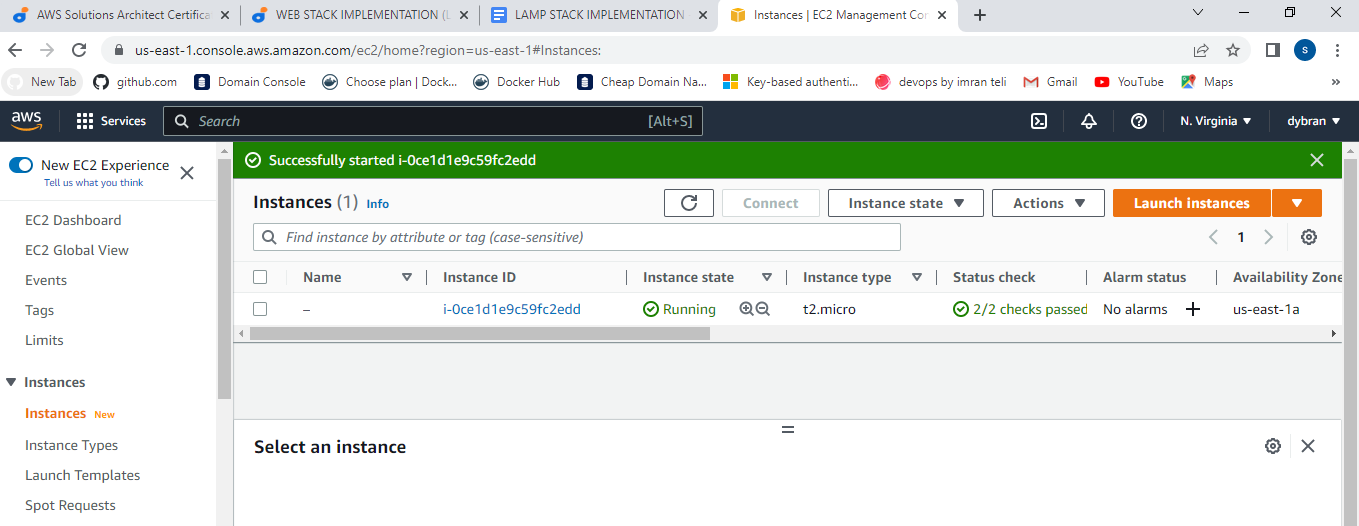 AWS Solutions Architect Certifica
WEB STACK IMPLEMENTATION (L
LAMP STACK IMPLEMENTATION
Instances | EC2 Management Con
us-east-1.console.aws.amazon.com/ec2/home?region=us-east-1#Instances:
S
New Tab
github.com
Domain Console
Choose plan | Dock...
Docker Hub
Cheap Domain Na...
Key-based authenti...
devops by imran teli
Gmail
YouTube
Maps
»
aws
Services
Search
[Alt+S]
N. Virginia
dybran
New EC2 Experience
Tell us what you think
EC2 Dashboard
EC2 Global View
Events
Tags
Limits
Instances
Instances New
Instance Types
Launch Templates
Spot Requests
Successfully started i-0ce1d1e9c59fc2edd
Instances (1) Info
Connect
Instance state
Actions
Launch instances
Find instance by attribute or tag (case-sensitive)
1
Name Instance ID Instance state Instance type Status check Alarm status Availability Zone
– i-0ce1d1e9c59fc2edd Running t2.micro 2/2 checks passed No alarms + us-east-1a
Select an instance